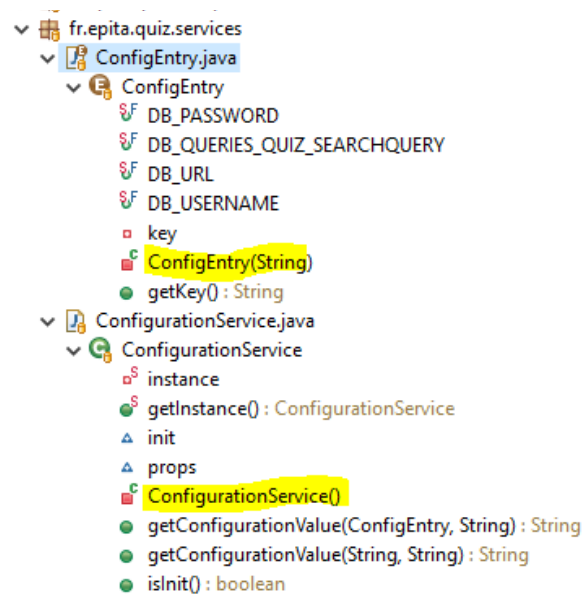 fr.epita.quiz.services
ConfigEntry.java
ConfigEntry
DB_PASSWORD
DB_QUERIES_QUIZ_SEARCHQUERY
DB_URL
DB_USERNAME
key
ConfigEntry(String)
getKey() : String
ConfigurationService.java
ConfigurationService
instance
getInstance() : ConfigurationService
init
props
ConfigurationService()
getConfigurationValue(ConfigEntry, String) : String
getConfigurationValue(String, String) : String
isInit() : boolean